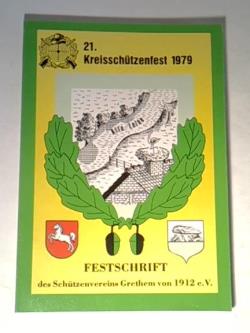 21.
Kreisschützenfest 1979
FESTSCHRIFT
des Schützenvereins Grethem von 1912 e.V.